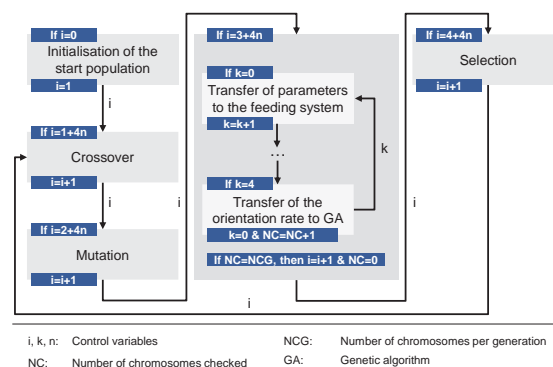 If i=0
Initialisation of the
start population
i=1
i
If i=1+4n
Crossover
i=i+1
i
If i=2+4n
Mutation
i=i+1
i
If i=3+4n
If k=0
Transfer of parameters
to the feeding system
k=k+1
...
k
If k=4
Transfer of the
orientation rate to GA
k=0 & NC=NC+1
If NC=NCG, then i=i+1 & NC=0
i
If i=4+4n
Selection
i=i+1
i
i, k, n: Control variables
NC: Number of chromosomes checked
NCG: Number of chromosomes per generation
GA: Genetic algorithm